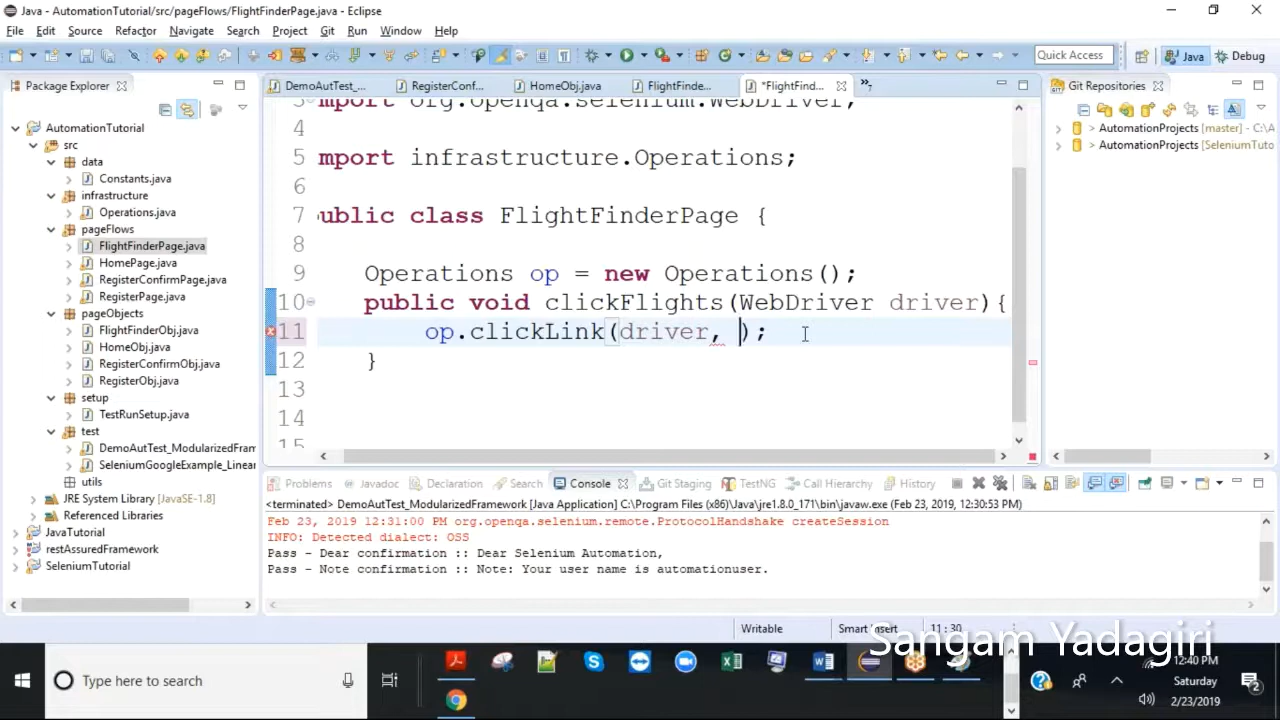 Java - AutomationTutorial/src/pageFlows/FlightFinderPage.java - Eclipse
File Edit Source Refactor Navigate Search Project Git Run Window Help
Quick Access Java Debug
Package Explorer
AutomationTutorial
src
data
Constants.java
infrastructure
Operations.java
pageFlows
FlightFinderPage.java
HomePage.java
RegisterConfirmPage.java
RegisterPage.java
pageObjects
FlightFinderObj.java
HomeObj.java
RegisterConfirmObj.java
RegisterObj.java
setup
TestRunSetup.java
test
DemoAutTest_ModularizedFram
SeleniumGoogleExample_Linear
utils
JRE System Library [JavaSE-1.8]
Referenced Libraries
JavaTutorial
restAssuredFramework
SeleniumTutorial
DemoAutTest_... RegisterConf... HomeObj.java FlightFinde... *FlightFind... »7
3 mport org.openqa.selenium.WebDriver;
4
5 mport infrastructure.Operations;
6
7 ublic class FlightFinderPage {
8
9 Operations op = new Operations();
10 public void clickFlights(WebDriver driver){
11 op.clickLink(driver, );
12 }
13
14
15
Git Repositories
> AutomationProjects [master] - C:\A
> AutomationProjects [SeleniumTuto
Problems Javadoc Declaration Search Console Git Staging TestNG Call Hierarchy History
<terminated> DemoAutTest_ModularizedFramework [Java Application] C:\Program Files (x86)\Java\jre1.8.0_171\bin\javaw.exe (Feb 23, 2019, 12:30:53 PM)
Feb 23, 2019 12:31:00 PM org.openqa.selenium.remote.ProtocolHandshake createSession
INFO: Detected dialect: OSS
Pass - Dear confirmation :: Dear Selenium Automation,
Pass - Note confirmation :: Note: Your user name is automationuser.
Writable Smart Insert 11 : 30
Sangam Yadagiri
Type here to search
12:40 PM
Saturday
2/23/2019
2